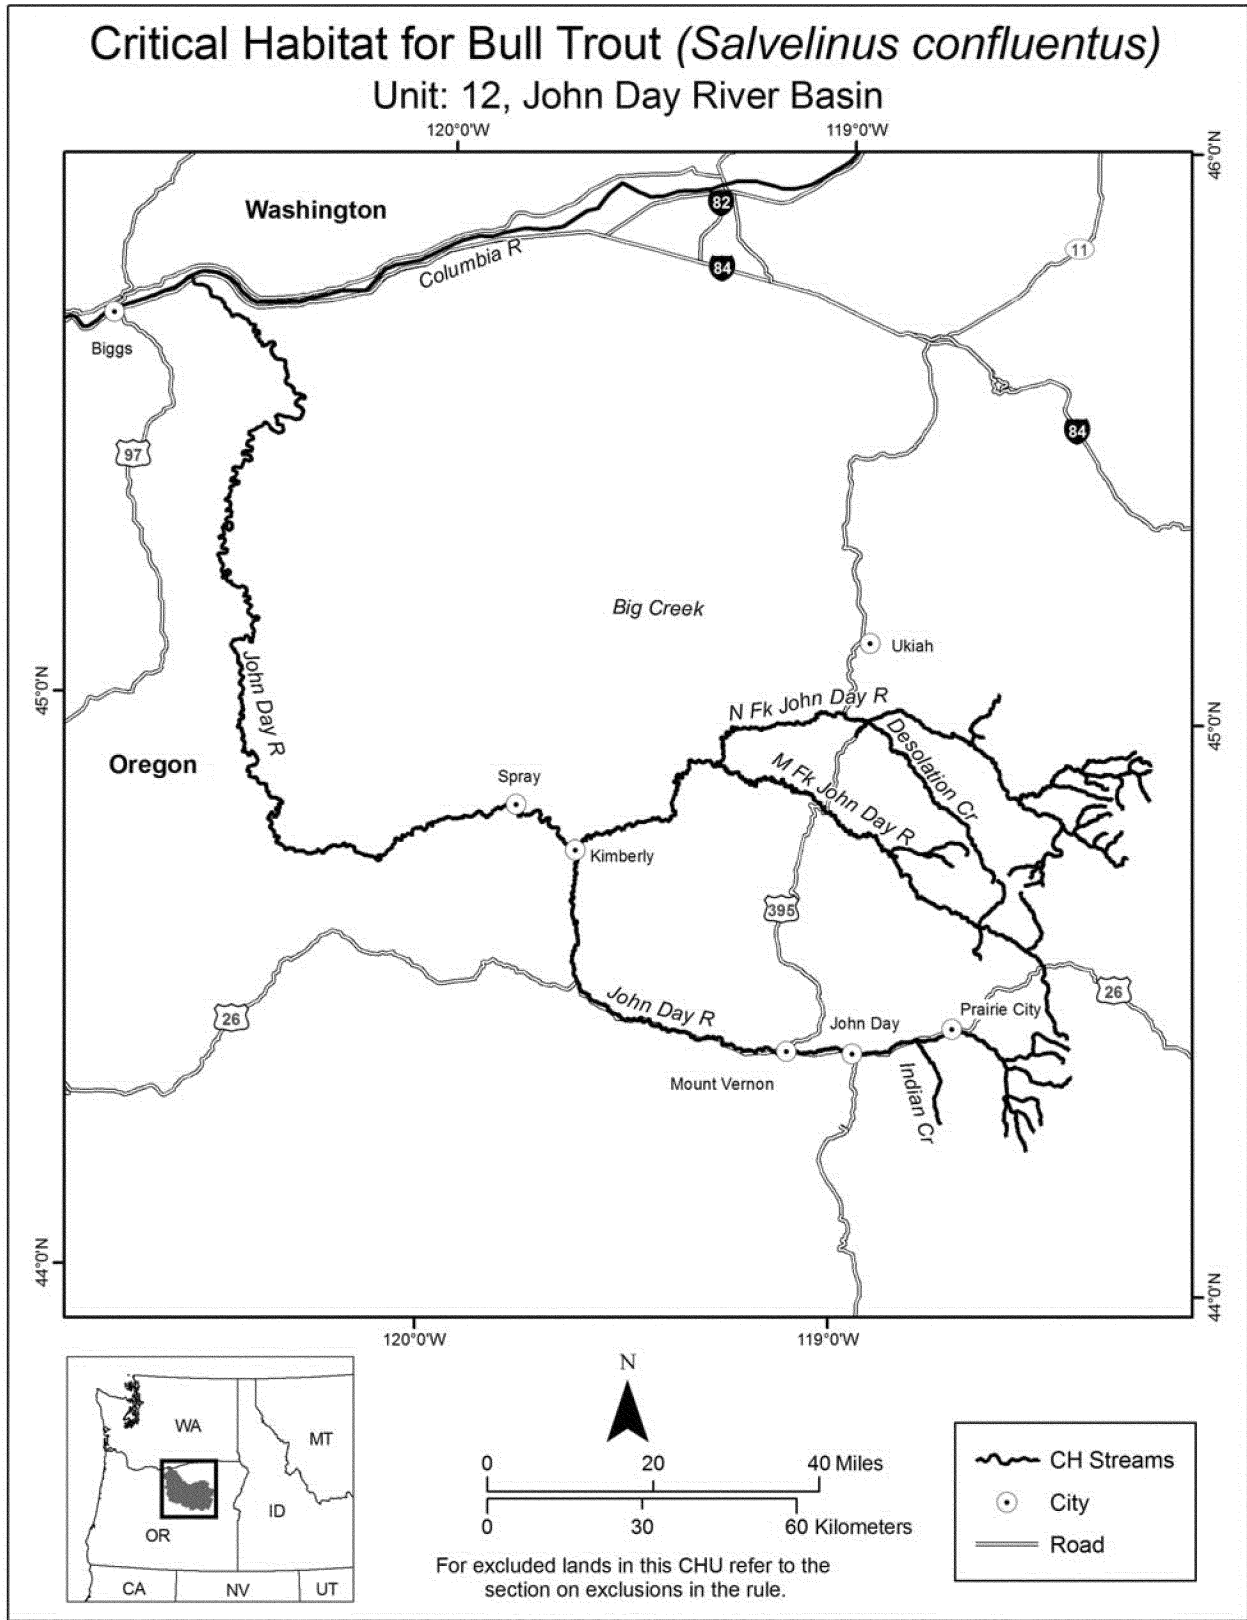 Critical Habitat for Bull Trout (Salvelinus confluentus)
Unit: 12, John Day River Basin
120°0'W
119°0'W
46°0'N
Washington
82
11
Columbia R
84
Biggs
97
84
Big Creek
Ukiah
45°0'N
John Day R
N Fk John Day R
45°0'N
Desolation Cr
Oregon
M Fk John Day R
Spray
Kimberly
395
26
John Day R
26
Prairie City
John Day
Mount Vernon
Indian Cr
44°0'N
44°0'N
120°0'W
119°0'W
N
WA
MT
OR
ID
CA
NV
UT
0 20 40 Miles
0 30 60 Kilometers
For excluded lands in this CHU refer to the
section on exclusions in the rule.
CH Streams
City
Road